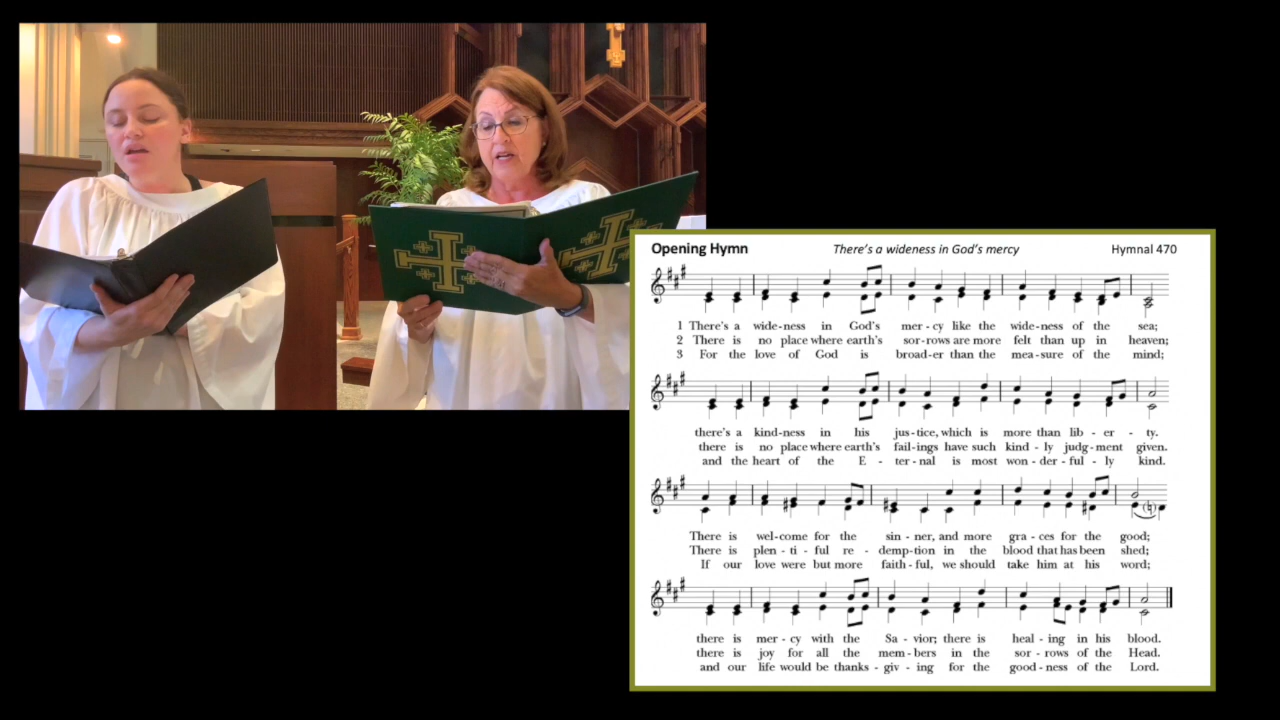 Opening Hymn There's a wideness in God's mercy Hymnal 470
1 There's a wide-ness in God's mer-cy like the wide-ness of the sea;
2 There is no place where earth's sor-rows are more felt than up in heaven;
3 For the love of God is broad-er than the mea-sure of the mind;
there's a kind-ness in his jus-tice, which is more than lib-er-ty.
there is no place where earth's fail-ings have such kind-ly judg-ment given.
and the heart of the E-ter-nal is most won-der-ful-ly kind.
There is wel-come for the sin-ner, and more gra-ces for the good;
There is plen-ti-ful re-demp-tion in the blood that has been shed;
If our love were but more faith-ful, we should take him at his word;
there is mer-cy with the Sa-vior; there is heal-ing in his blood.
there is joy for all the mem-bers in the sor-rows of the Head.
and our life would be thanks-giv-ing for the good-ness of the Lord.